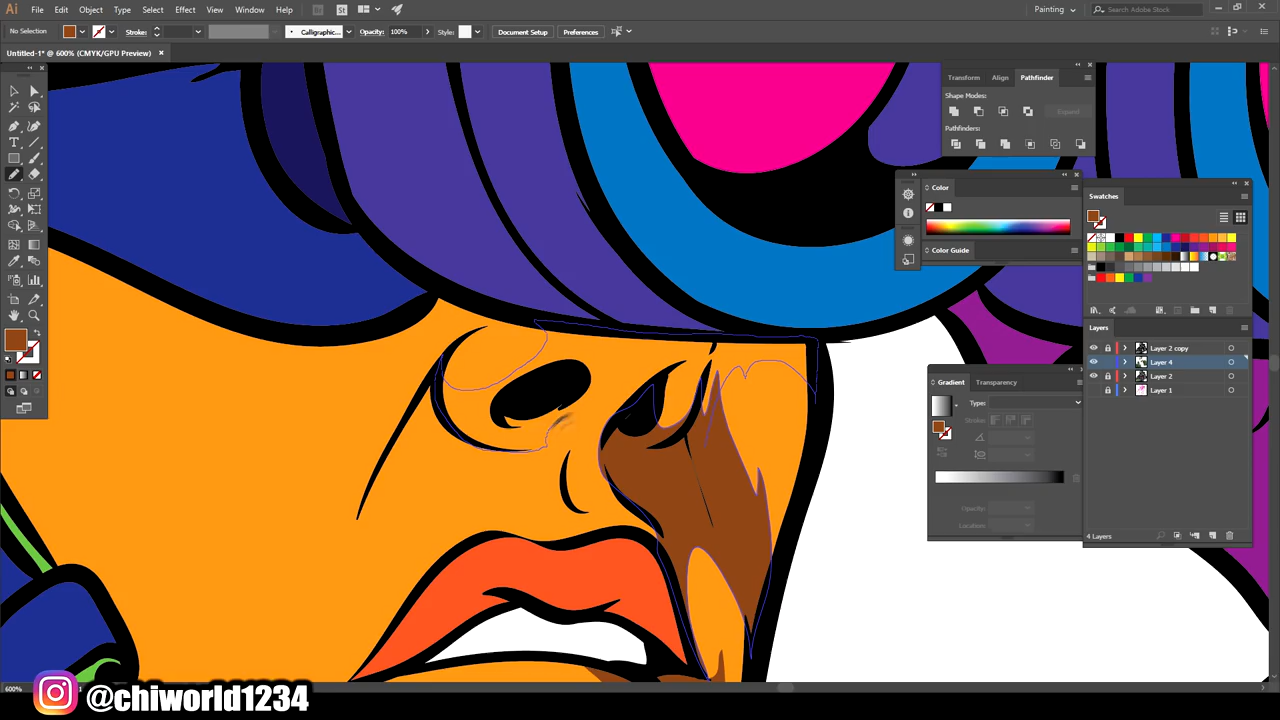 Ai File Edit Object Type Select Effect View Window Help Br St Painting Search Adobe Stock
No Selection Stroke: Calligraphic... Opacity: 100% Style: Document Setup Preferences
Untitled-1* @ 600% (CMYK/GPU Preview)
Transform Align Pathfinder
Shape Modes:
Expand
Pathfinders:
Color
Swatches
Color Guide
Layers
Layer 2 copy
Layer 4
Layer 2
Layer 1
Gradient Transparency
Type:
Stroke:
Opacity:
Location:
4 Layers
600%
@chiworld1234